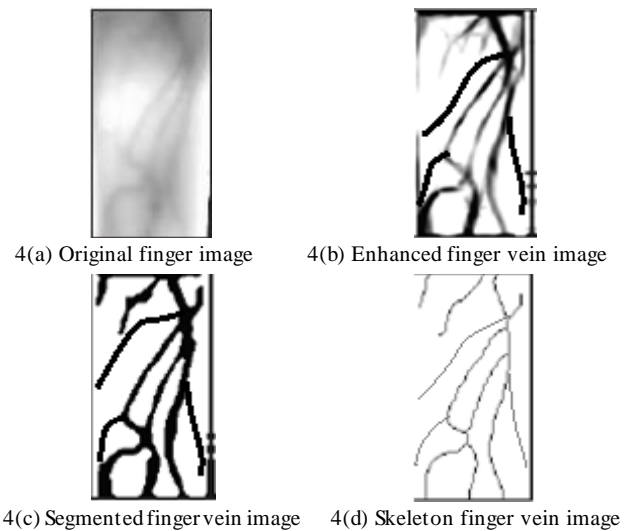 4(a) Original finger image
4(b) Enhanced finger vein image
4(c) Segmented finger vein image
4(d) Skeleton finger vein image